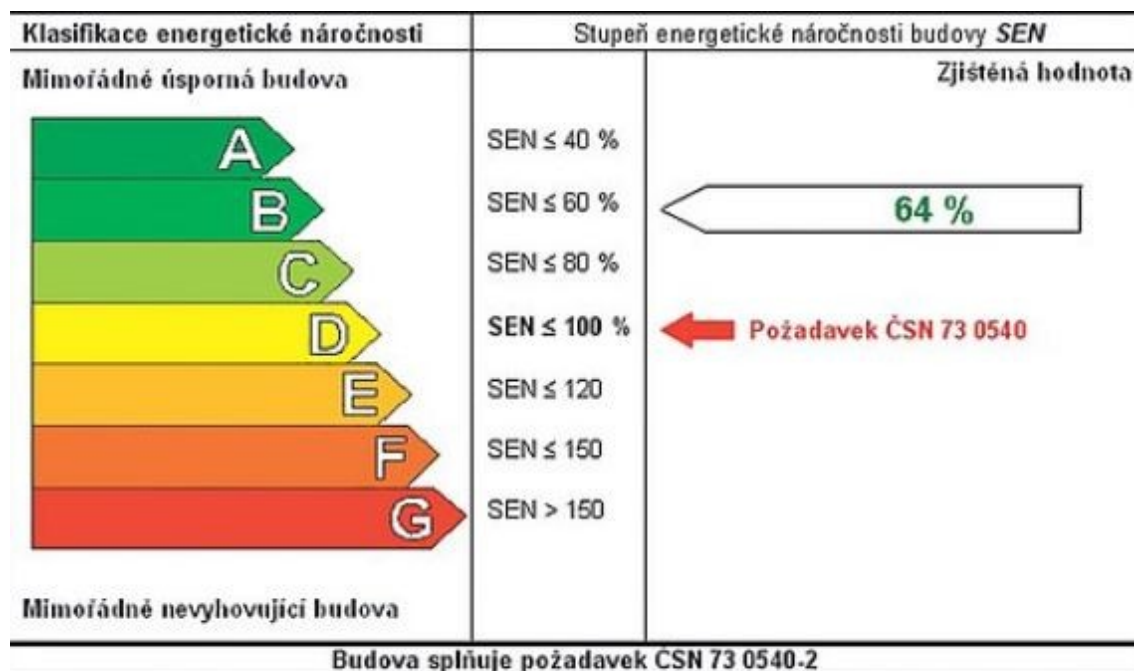 Klasifikace energetické náročnosti
Stupeň energetické náročnosti budovy SEN
Mimořádné úsporná budova
Zjištěná hodnota
A
SEN ≤ 40 %
B
SEN ≤ 60 %
64 %
C
SEN ≤ 80 %
D
SEN ≤ 100 %
Požadavek ČSN 73 0540
E
SEN ≤ 120
F
SEN ≤ 150
G
SEN > 150
Mimořádně nevyhovující budova
Budova splňuje požadavek ČSN 73 0540-2